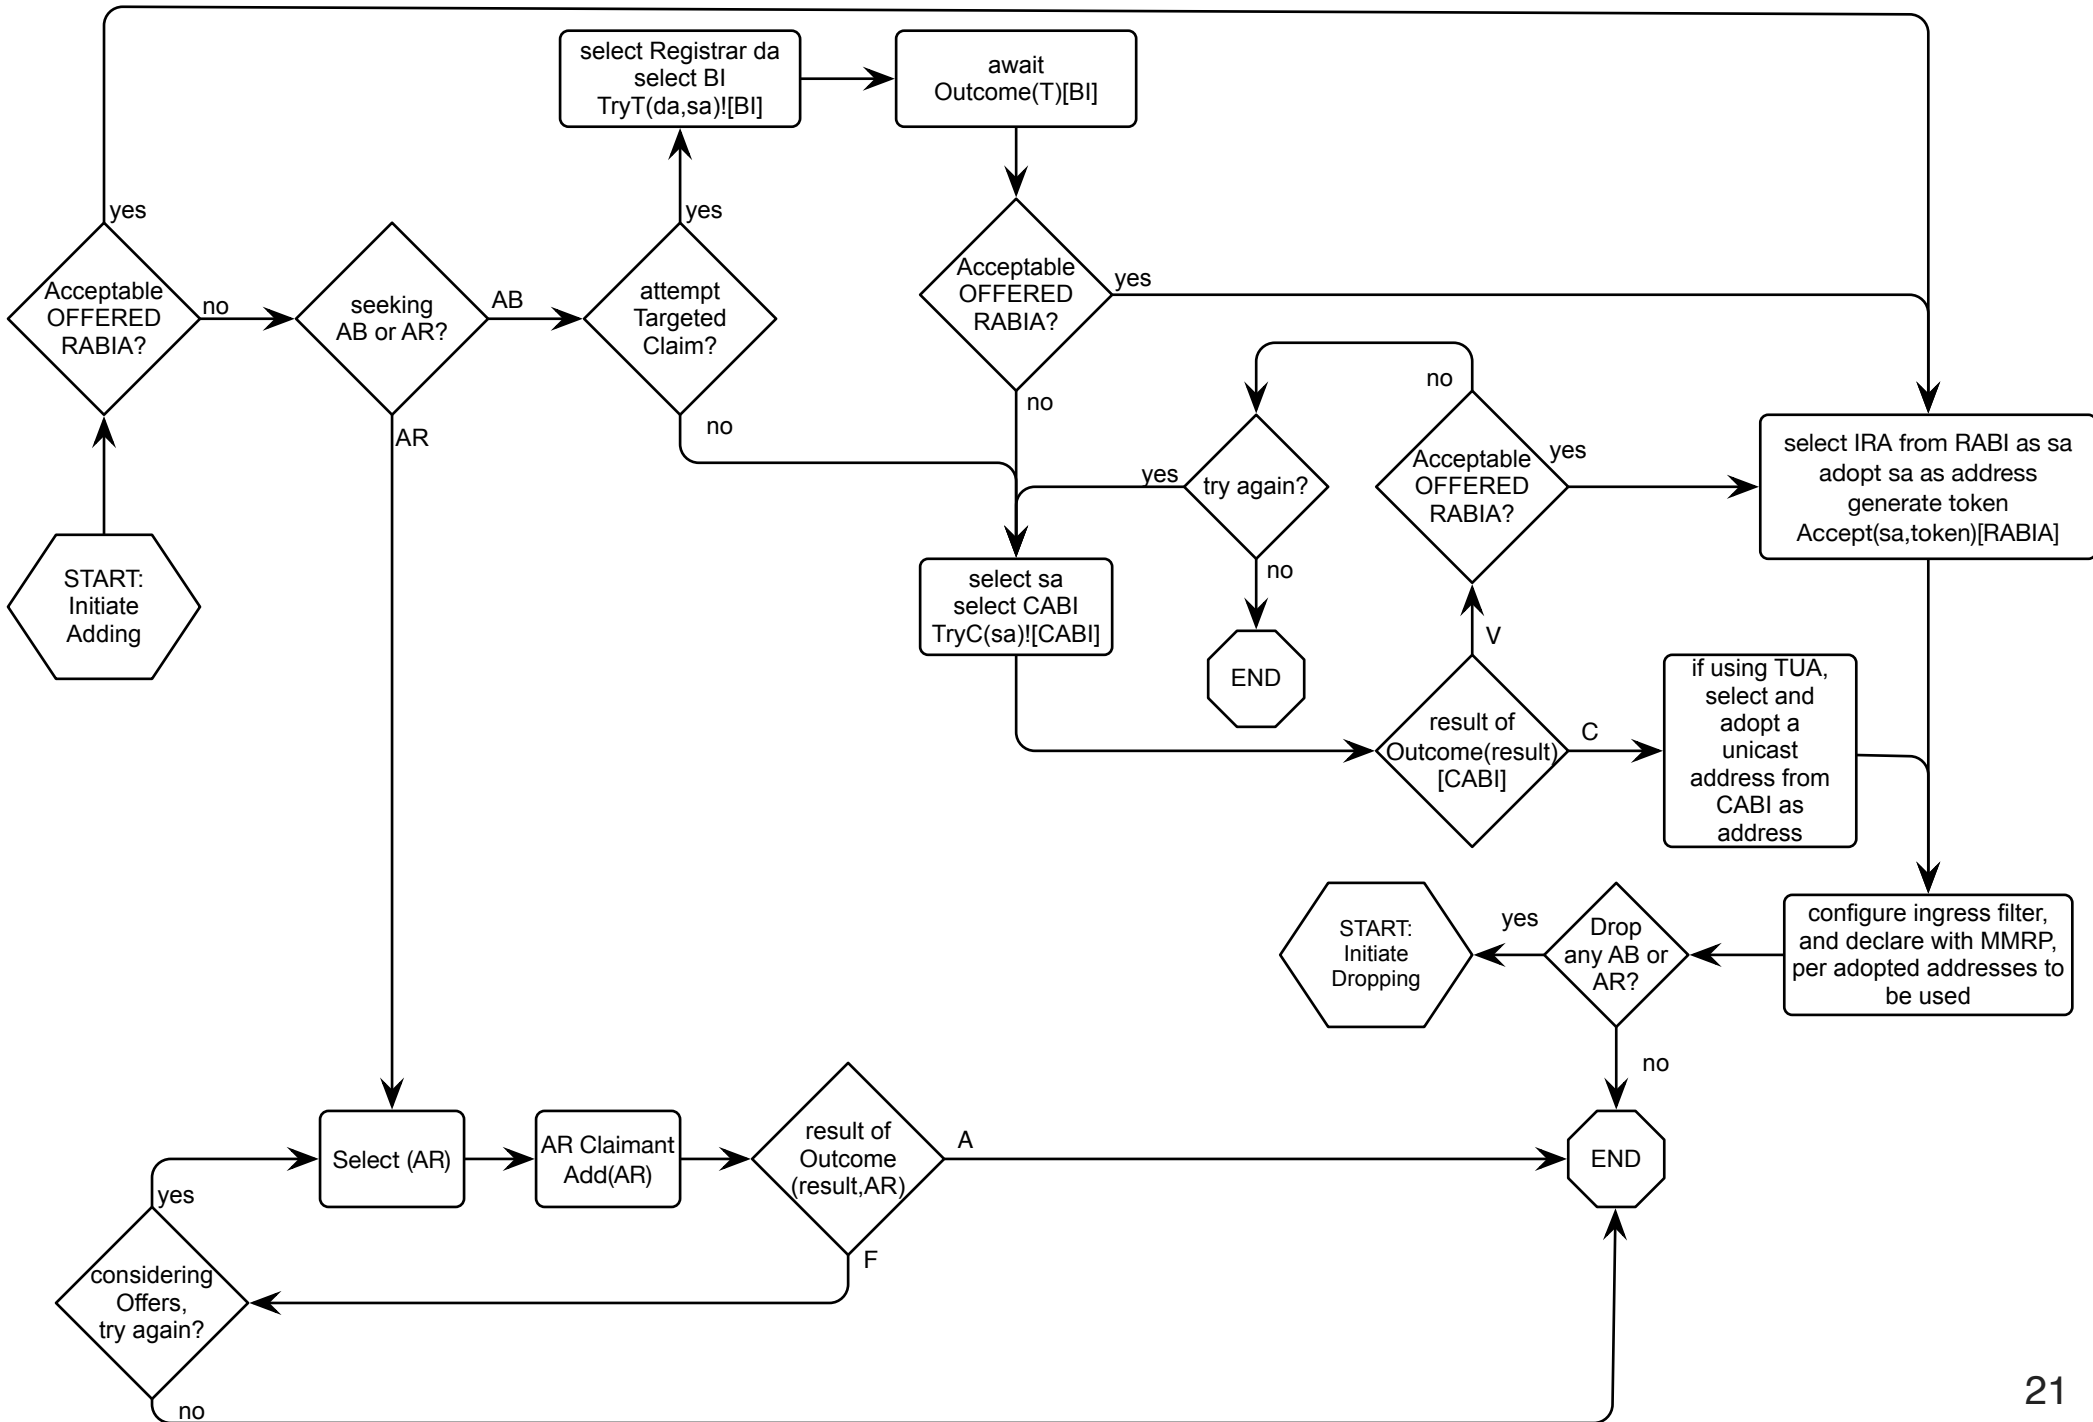 select Registrar da
select BI
TryT(da,sa)![BI]
await
Outcome(T)[BI]
yes
Acceptable
OFFERED
RABIA?
no
seeking
AB or AR?
AB
AR
yes
attempt
Targeted
Claim?
no
Acceptable
OFFERED
RABIA?
yes
no
START:
Initiate
Adding
yes
try again?
no
END
no
Acceptable
OFFERED
RABIA?
yes
V
select IRA from RABI as sa
adopt sa as address
generate token
Accept(sa,token)[RABIA]
select sa
select CABI
TryC(sa)![CABI]
result of
Outcome(result)
[CABI]
C
if using TUA,
select and
adopt a
unicast
address from
CABI as
address
START:
Initiate
Dropping
yes
Drop
any AB or
AR?
no
configure ingress filter,
and declare with MMRP,
per adopted addresses to
be used
Select (AR)
AR Claimant
Add(AR)
result of
Outcome
(result,AR)
A
F
END
yes
considering
Offers,
try again?
no
21